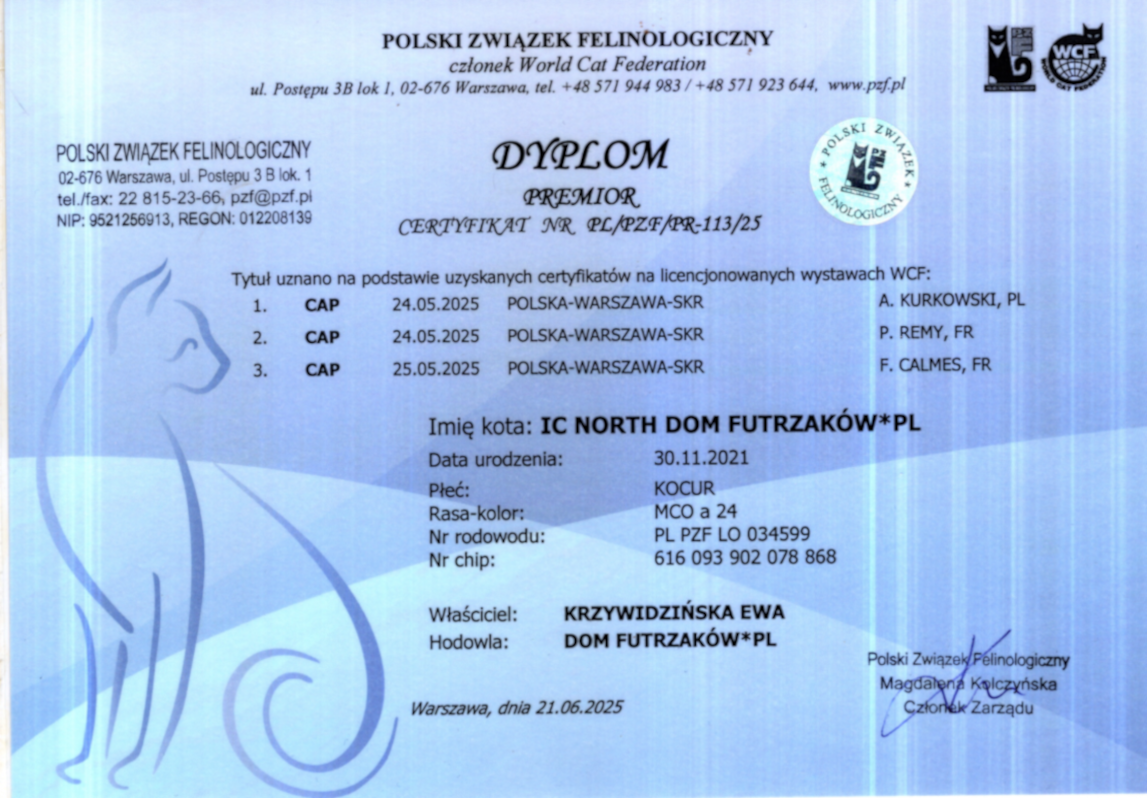 POLSKI ZWIĄZEK FELINOLOGICZNY
członek World Cat Federation
ul. Postępu 3B lok 1, 02-676 Warszawa, tel. +48 571 944 983 / +48 571 923 644, www.pzf.pl
WCF
WORLD CAT FEDERATION
POLSKI ZWIĄZEK FELINOLOGICZNY
02-676 Warszawa, ul. Postępu 3 B lok. 1
tel./fax: 22 815-23-66, pzf@pzf.pl
NIP: 9521256913, REGON: 012208139
DYPLOM
PREMIOR
CERTYFIKAT NR PL/PZF/PR-113/25
POLSKI ZWIĄZEK FELINOLOGICZNY
Tytuł uznano na podstawie uzyskanych certyfikatów na licencjonowanych wystawach WCF:
1. CAP 24.05.2025 POLSKA-WARSZAWA-SKR A. KURKOWSKI, PL
2. CAP 24.05.2025 POLSKA-WARSZAWA-SKR P. REMY, FR
3. CAP 25.05.2025 POLSKA-WARSZAWA-SKR F. CALMES, FR
Imię kota: IC NORTH DOM FUTRZAKÓW*PL
Data urodzenia: 30.11.2021
Płeć: KOCUR
Rasa-kolor: MCO a 24
Nr rodowodu: PL PZF LO 034599
Nr chip: 616 093 902 078 868
Właściciel: KRZYWIDZIŃSKA EWA
Hodowla: DOM FUTRZAKÓW*PL
Warszawa, dnia 21.06.2025
Polski Związek Felinologiczny
Magdalena Kolczyńska
Członek Zarządu